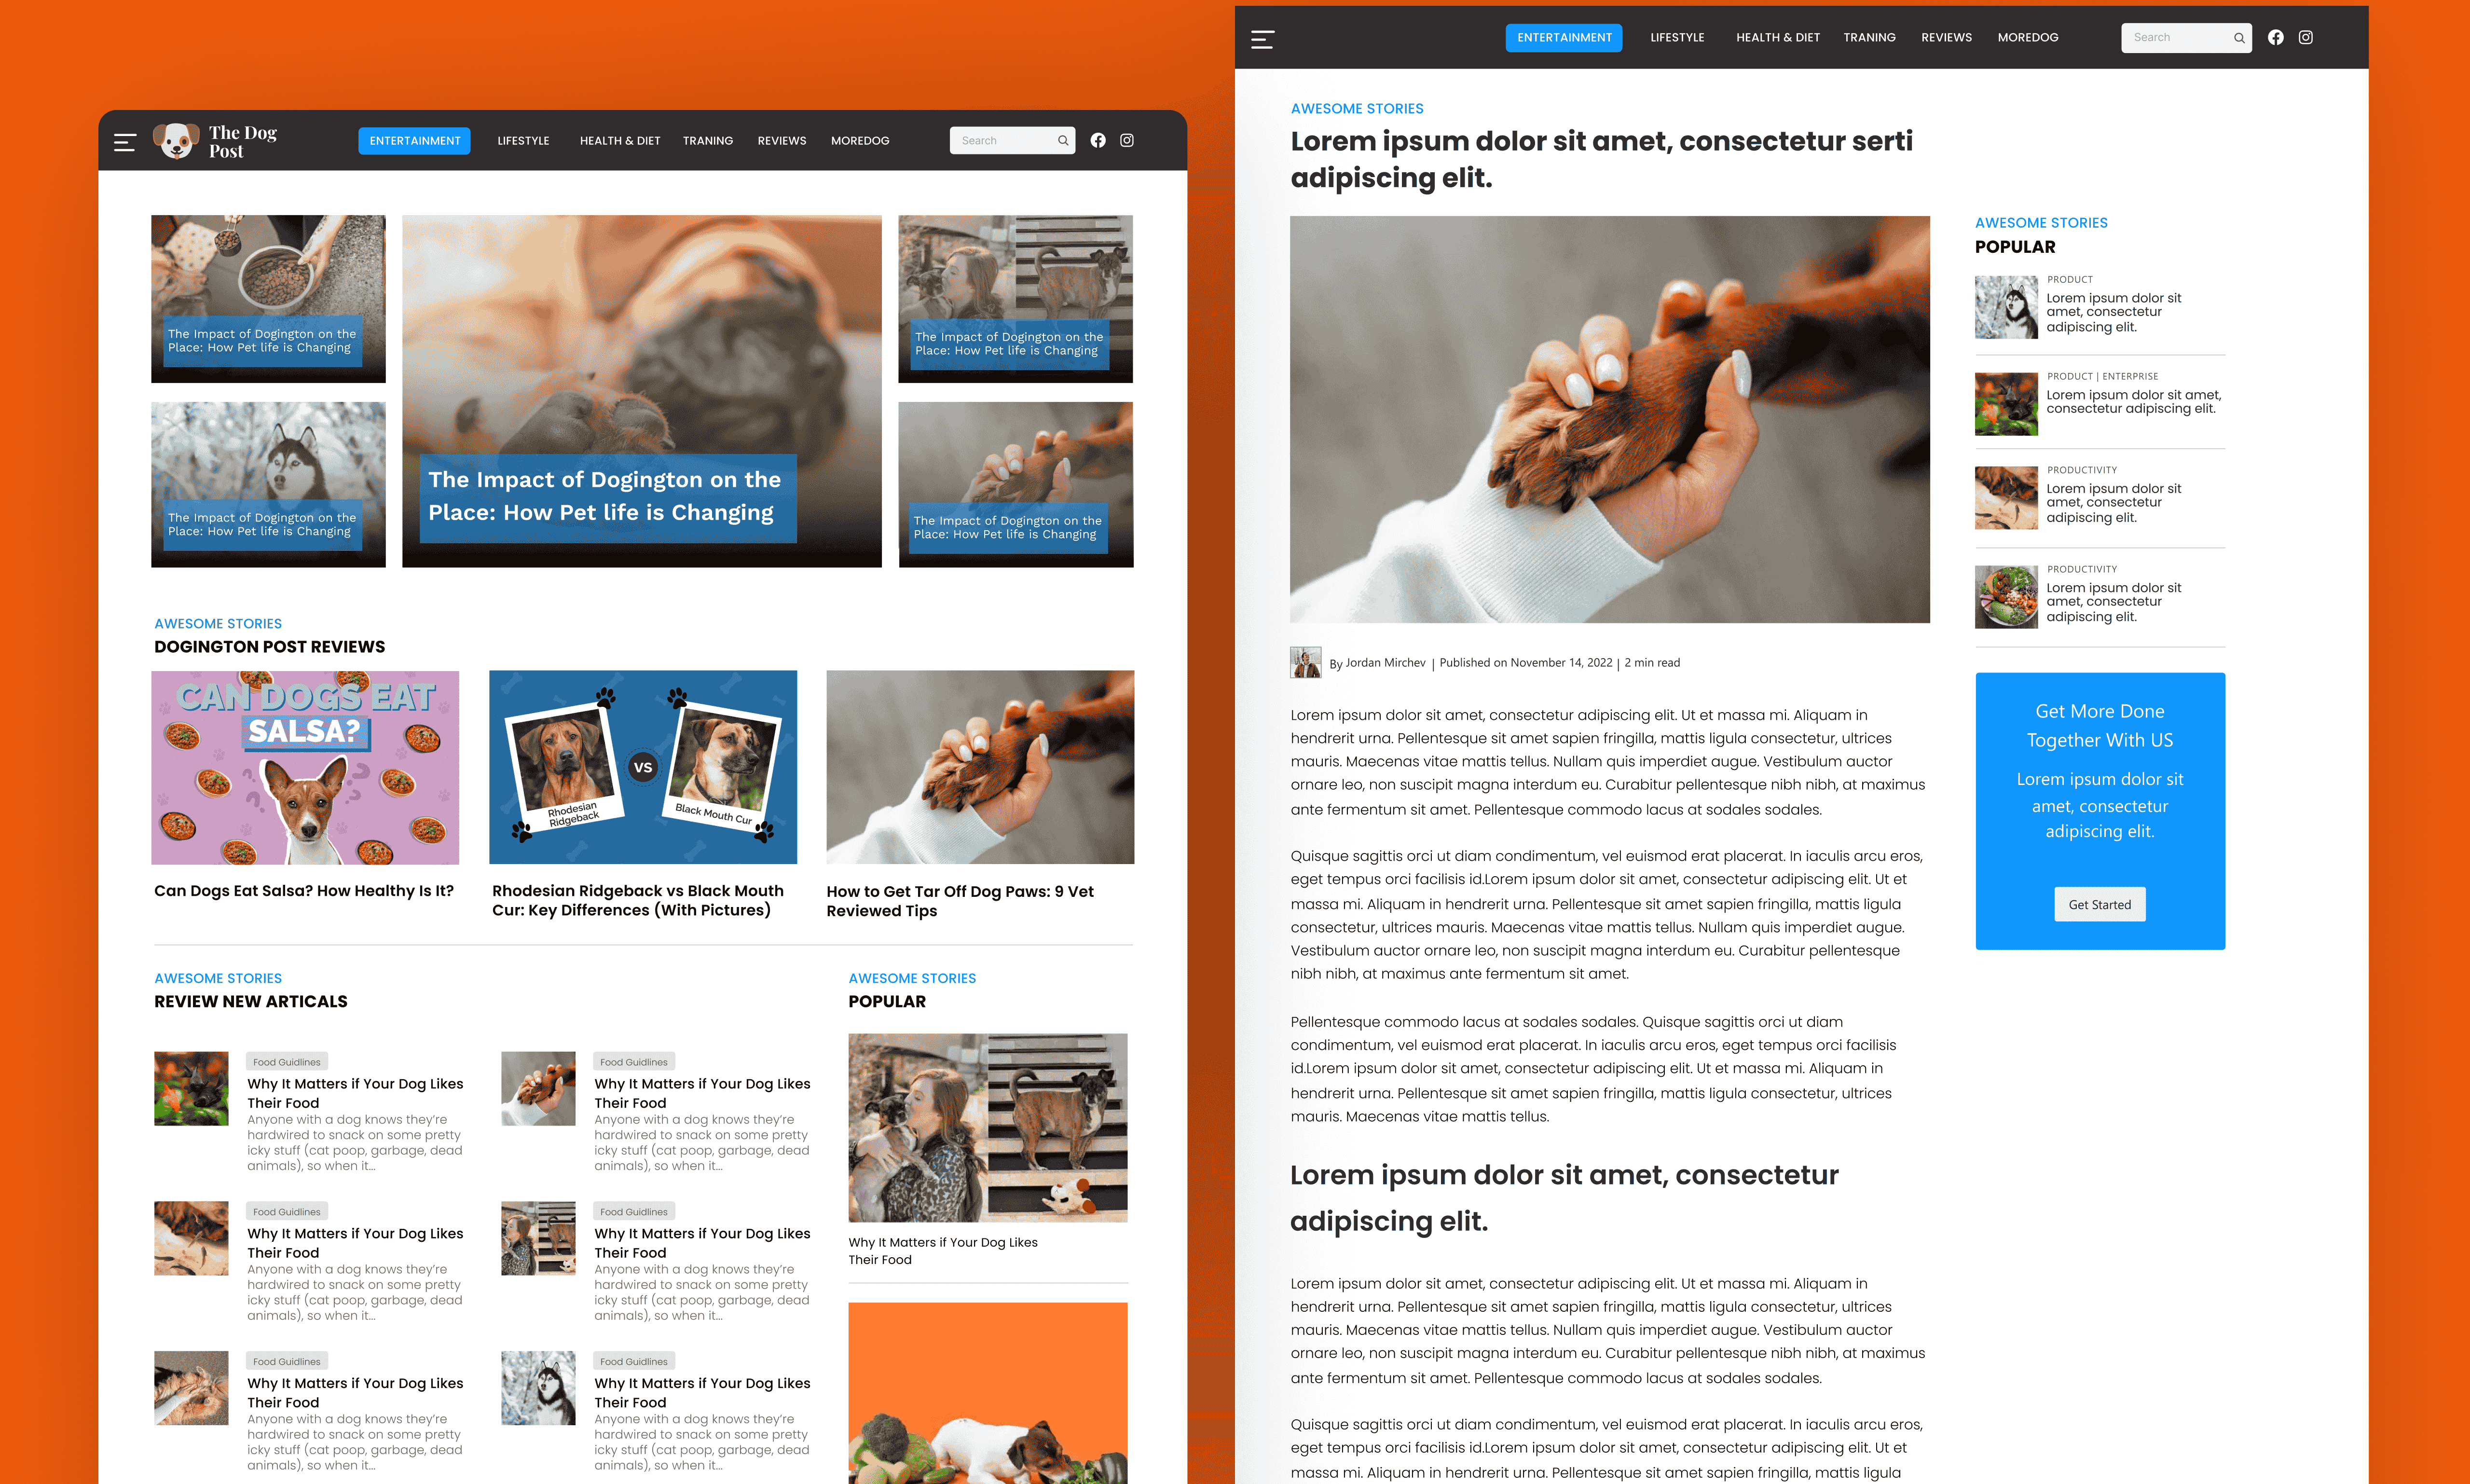 The Dog
Post
ENTERTAINMENT
LIFESTYLE
HEALTH & DIET
TRANING
REVIEWS
MOREDOG
Search
The Impact of Dogington on the
Place: How Pet life is Changing
The Impact of Dogington on the
Place: How Pet life is Changing
The Impact of Dogington on the
Place: How Pet life is Changing
The Impact of Dogington on the
Place: How Pet life is Changing
The Impact of Dogington on the
Place: How Pet life is Changing
AWESOME STORIES
DOGINGTON POST REVIEWS
CAN DOGS EAT
SALSA?
Rhodesian
Ridgeback
VS
Black Mouth Cur
Can Dogs Eat Salsa? How Healthy Is It?
Rhodesian Ridgeback vs Black Mouth
Cur: Key Differences (With Pictures)
How to Get Tar Off Dog Paws: 9 Vet
Reviewed Tips
AWESOME STORIES
REVIEW NEW ARTICALS
Food Guidlines
Why It Matters if Your Dog Likes
Their Food
Anyone with a dog knows they're
hardwired to snack on some pretty
icky stuff (cat poop, garbage, dead
animals), so when it...
Food Guidlines
Why It Matters if Your Dog Likes
Their Food
Anyone with a dog knows they're
hardwired to snack on some pretty
icky stuff (cat poop, garbage, dead
animals), so when it...
Food Guidlines
Why It Matters if Your Dog Likes
Their Food
Anyone with a dog knows they're
hardwired to snack on some pretty
icky stuff (cat poop, garbage, dead
animals), so when it...
Food Guidlines
Why It Matters if Your Dog Likes
Their Food
Anyone with a dog knows they're
hardwired to snack on some pretty
icky stuff (cat poop, garbage, dead
animals), so when it...
Food Guidlines
Why It Matters if Your Dog Likes
Their Food
Anyone with a dog knows they're
hardwired to snack on some pretty
icky stuff (cat poop, garbage, dead
animals), so when it...
Food Guidlines
Why It Matters if Your Dog Likes
Their Food
Anyone with a dog knows they're
hardwired to snack on some pretty
icky stuff (cat poop, garbage, dead
animals), so when it...
AWESOME STORIES
POPULAR
Why It Matters if Your Dog Likes
Their Food
ENTERTAINMENT
LIFESTYLE
HEALTH & DIET
TRANING
REVIEWS
MOREDOG
Search
AWESOME STORIES
Lorem ipsum dolor sit amet, consectetur serti
adipiscing elit.
By Jordan Mirchev | Published on November 14, 2022 | 2 min read
Lorem ipsum dolor sit amet, consectetur adipiscing elit. Ut et massa mi. Aliquam in
hendrerit urna. Pellentesque sit amet sapien fringilla, mattis ligula consectetur, ultrices
mauris. Maecenas vitae mattis tellus. Nullam quis imperdiet augue. Vestibulum auctor
ornare leo, non suscipit magna interdum eu. Curabitur pellentesque nibh nibh, at maximus
ante fermentum sit amet. Pellentesque commodo lacus at sodales sodales.
Quisque sagittis orci ut diam condimentum, vel euismod erat placerat. In iaculis arcu eros,
eget tempus orci facilisis id.Lorem ipsum dolor sit amet, consectetur adipiscing elit. Ut et
massa mi. Aliquam in hendrerit urna. Pellentesque sit amet sapien fringilla, mattis ligula
consectetur, ultrices mauris. Maecenas vitae mattis tellus. Nullam quis imperdiet augue.
Vestibulum auctor ornare leo, non suscipit magna interdum eu. Curabitur pellentesque
nibh nibh, at maximus ante fermentum sit amet.
Pellentesque commodo lacus at sodales sodales. Quisque sagittis orci ut diam
condimentum, vel euismod erat placerat. In iaculis arcu eros, eget tempus orci facilisis
id.Lorem ipsum dolor sit amet, consectetur adipiscing elit. Ut et massa mi. Aliquam in
hendrerit urna. Pellentesque sit amet sapien fringilla, mattis ligula consectetur, ultrices
mauris. Maecenas vitae mattis tellus.
Lorem ipsum dolor sit amet, consectetur
adipiscing elit.
Lorem ipsum dolor sit amet, consectetur adipiscing elit. Ut et massa mi. Aliquam in
hendrerit urna. Pellentesque sit amet sapien fringilla, mattis ligula consectetur, ultrices
mauris. Maecenas vitae mattis tellus. Nullam quis imperdiet augue. Vestibulum auctor
ornare leo, non suscipit magna interdum eu. Curabitur pellentesque nibh nibh, at maximus
ante fermentum sit amet. Pellentesque commodo lacus at sodales sodales.
Quisque sagittis orci ut diam condimentum, vel euismod erat placerat. In iaculis arcu eros,
eget tempus orci facilisis id.Lorem ipsum dolor sit amet, consectetur adipiscing elit. Ut et
massa mi. Aliquam in hendrerit urna. Pellentesque sit amet sapien fringilla, mattis ligula
AWESOME STORIES
POPULAR
PRODUCT
Lorem ipsum dolor sit
amet, consectetur
adipiscing elit.
PRODUCT | ENTERPRISE
Lorem ipsum dolor sit amet,
consectetur adipiscing elit.
PRODUCTIVITY
Lorem ipsum dolor sit
amet, consectetur
adipiscing elit.
PRODUCTIVITY
Lorem ipsum dolor sit
amet, consectetur
adipiscing elit.
Get More Done
Together With US
Lorem ipsum dolor sit
amet, consectetur
adipiscing elit.
Get Started